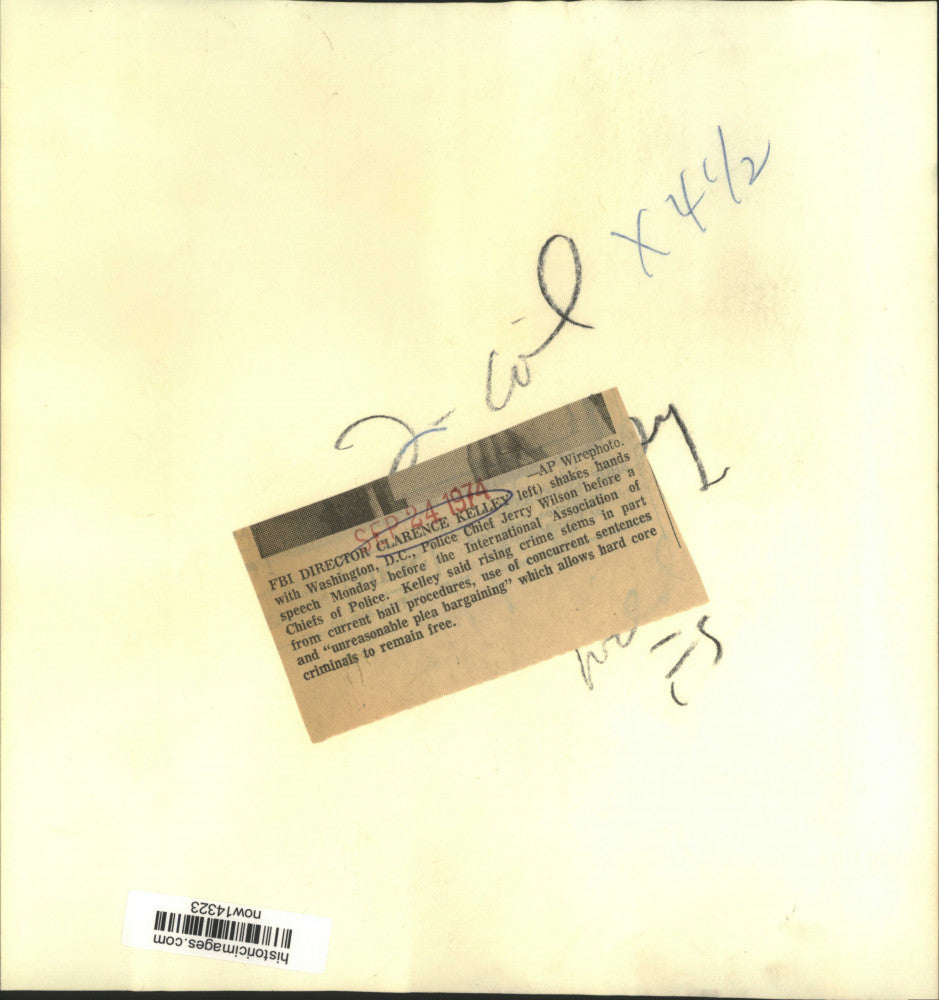 X 4 1/2
2- col
—AP Wirephoto.
SEP 24 1974
FBI DIRECTOR CLARENCE KELLEY left) shakes hands
with Washington, D.C., Police Chief Jerry Wilson before a
speech Monday before the International Association of
Chiefs of Police. Kelley said rising crime stems in part
from current bail procedures, use of concurrent sentences
and “unreasonable plea bargaining” which allows hard core
criminals to remain free.
historicimages.com
now14323